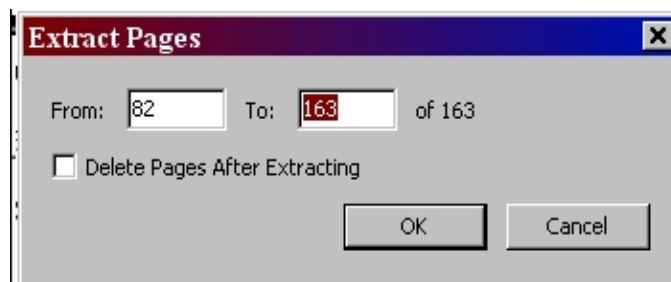 Extract Pages
From: 82 To: 163 of 163
Delete Pages After Extracting
OK Cancel